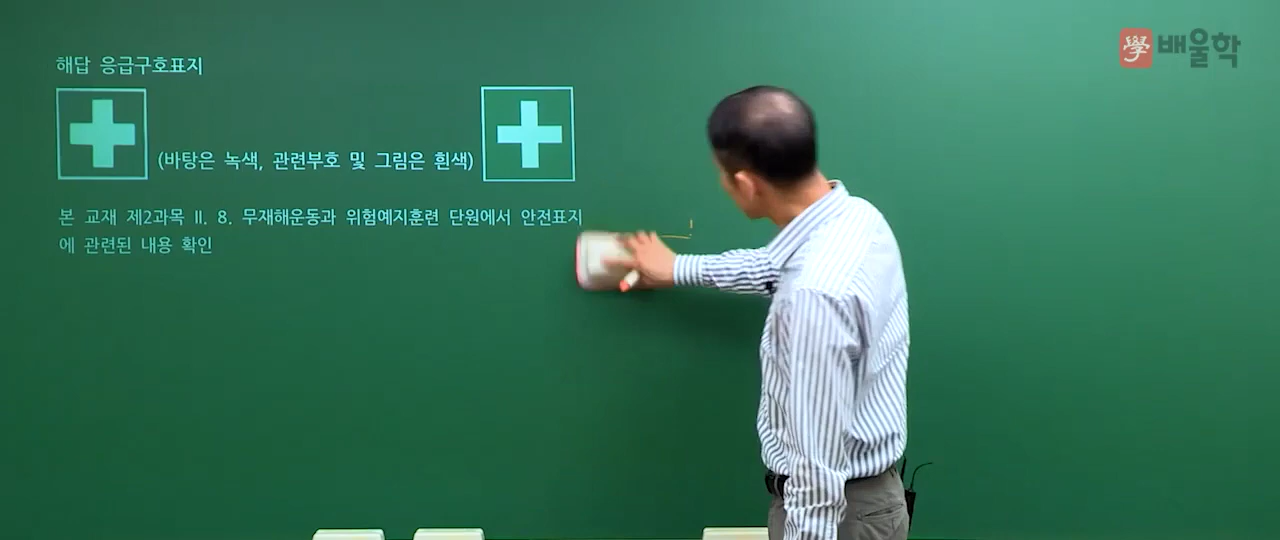 學 배울학
해답 응급구호표지
(바탕은 녹색, 관련부호 및 그림은 흰색)
본 교재 제2과목 Ⅱ. 8. 무재해운동과 위험예지훈련 단원에서 안전표지
에 관련된 내용 확인